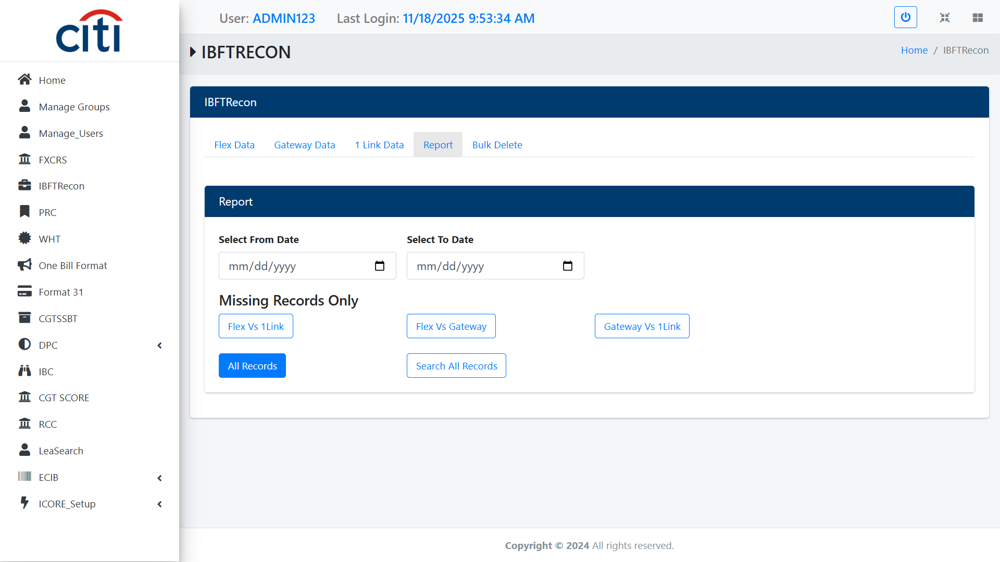 citi
User: ADMIN123 Last Login: 11/18/2025 9:53:34 AM
IBFTRECON
Home / IBFTRecon
Home
Manage Groups
Manage_Users
FXCRS
IBFTRecon
PRC
WHT
One Bill Format
Format 31
CGTSSBT
DPC
IBC
CGT SCORE
RCC
LeaSearch
ECIB
ICORE_Setup
IBFTRecon
Flex Data Gateway Data 1 Link Data Report Bulk Delete
Report
Select From Date Select To Date
mm/dd/yyyy mm/dd/yyyy
Missing Records Only
Flex Vs 1Link Flex Vs Gateway Gateway Vs 1Link
All Records Search All Records
Copyright © 2024 All rights reserved.